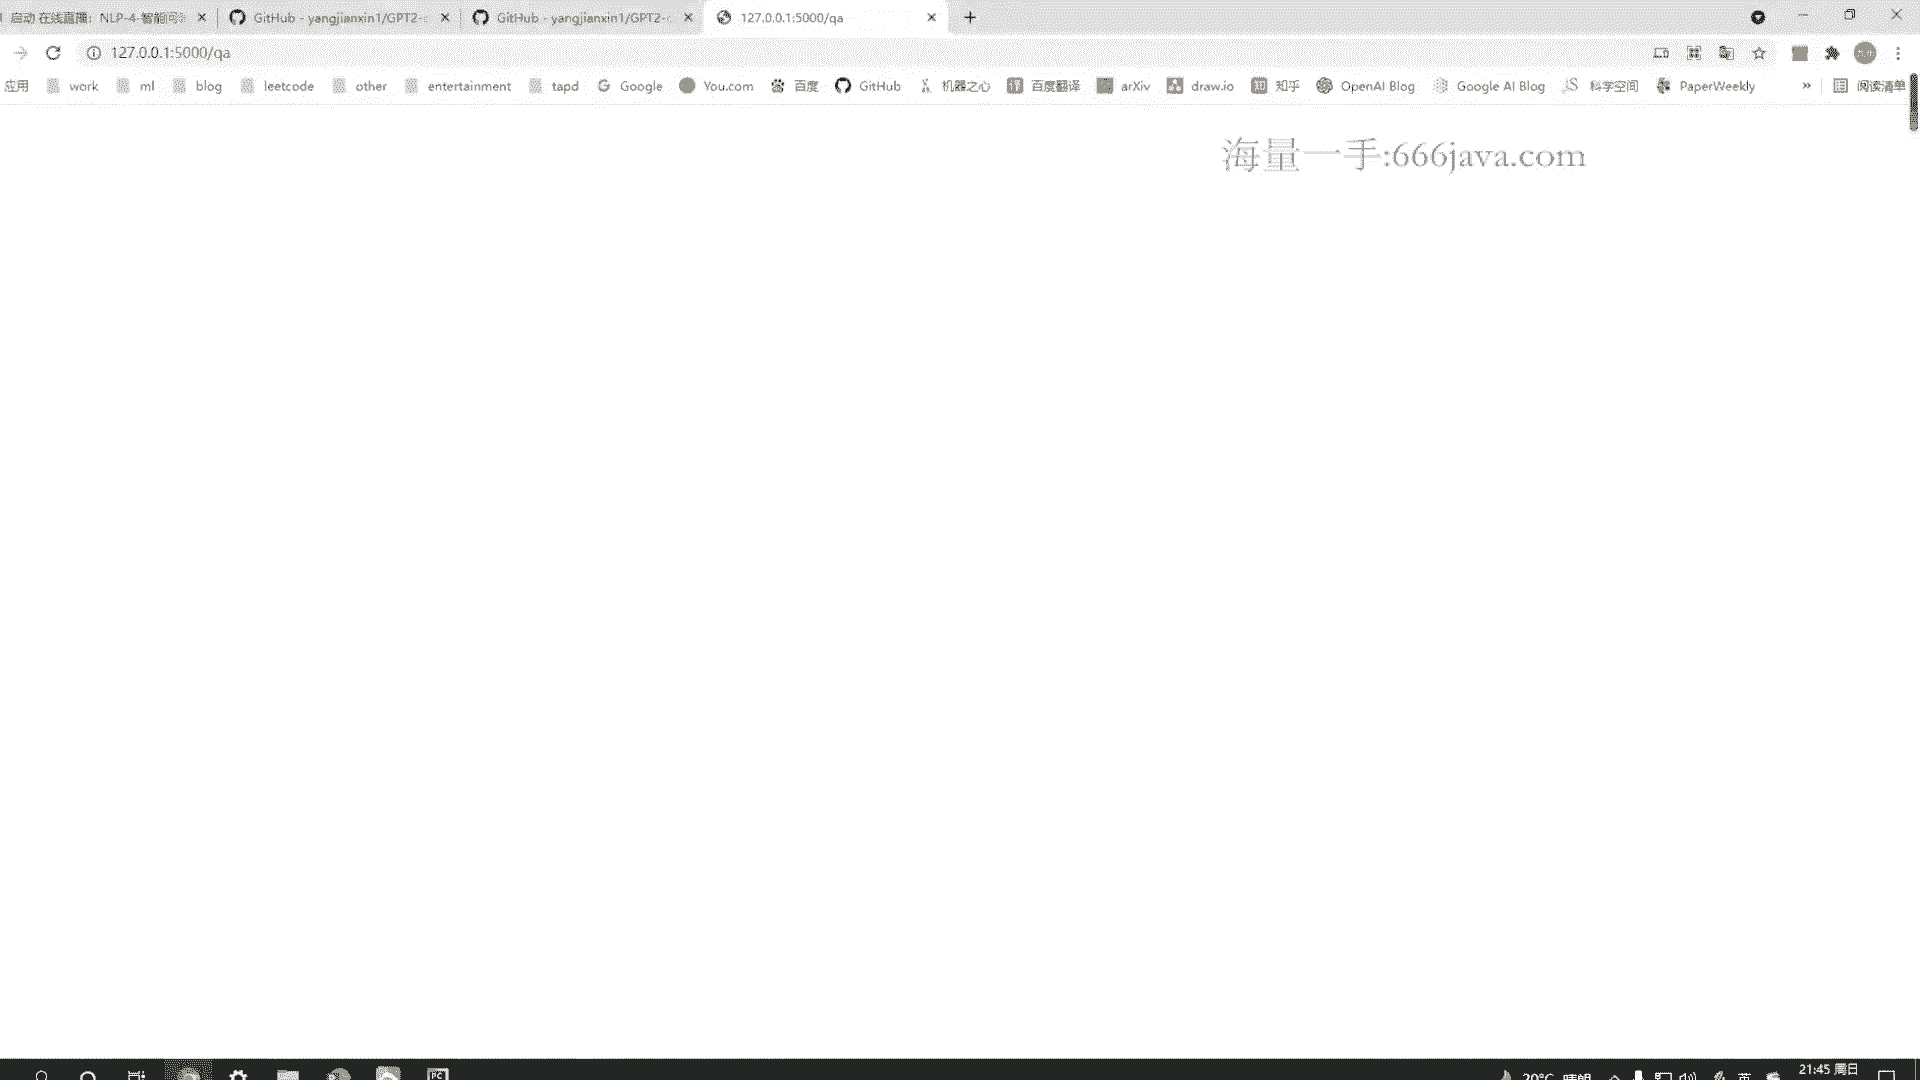 启动 在线直播：NLP-4-智能问 GitHub - yangjianxin1/GPT2- GitHub - yangjianxin1/GPT2- 127.0.0.1:5000/qa
127.0.0.1:5000/qa
应用 work ml blog leetcode other entertainment tapd Google You.com 百度 GitHub 机器之心 百度翻译 arXiv draw.io 知乎 OpenAI Blog Google AI Blog 科学空间 PaperWeekly » 阅读清单
海量一手:666java.com
20°C 晴朗 英 21:45 周日